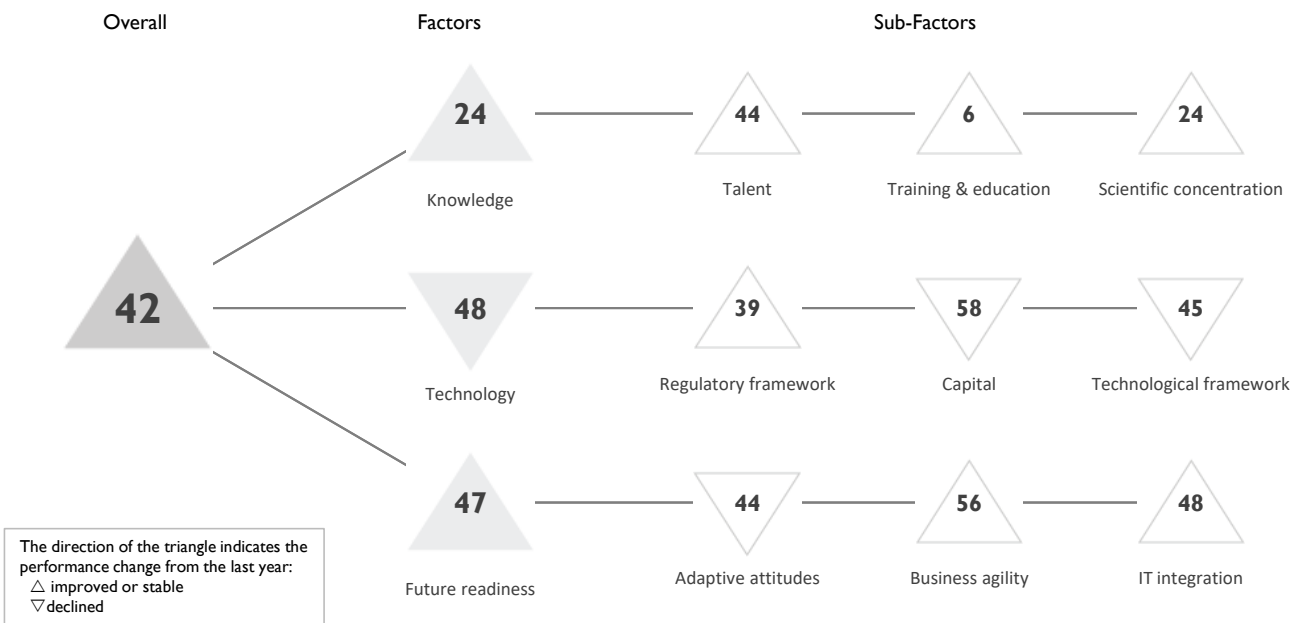 Overall
Factors
Sub-Factors
24
44
6
24
Knowledge
Talent
Training & education
Scientific concentration
42
48
39
58
45
Technology
Regulatory framework
Capital
Technological framework
47
44
56
48
Future readiness
Adaptive attitudes
Business agility
IT integration
The direction of the triangle indicates the
performance change from the last year:
△ improved or stable
▽ declined